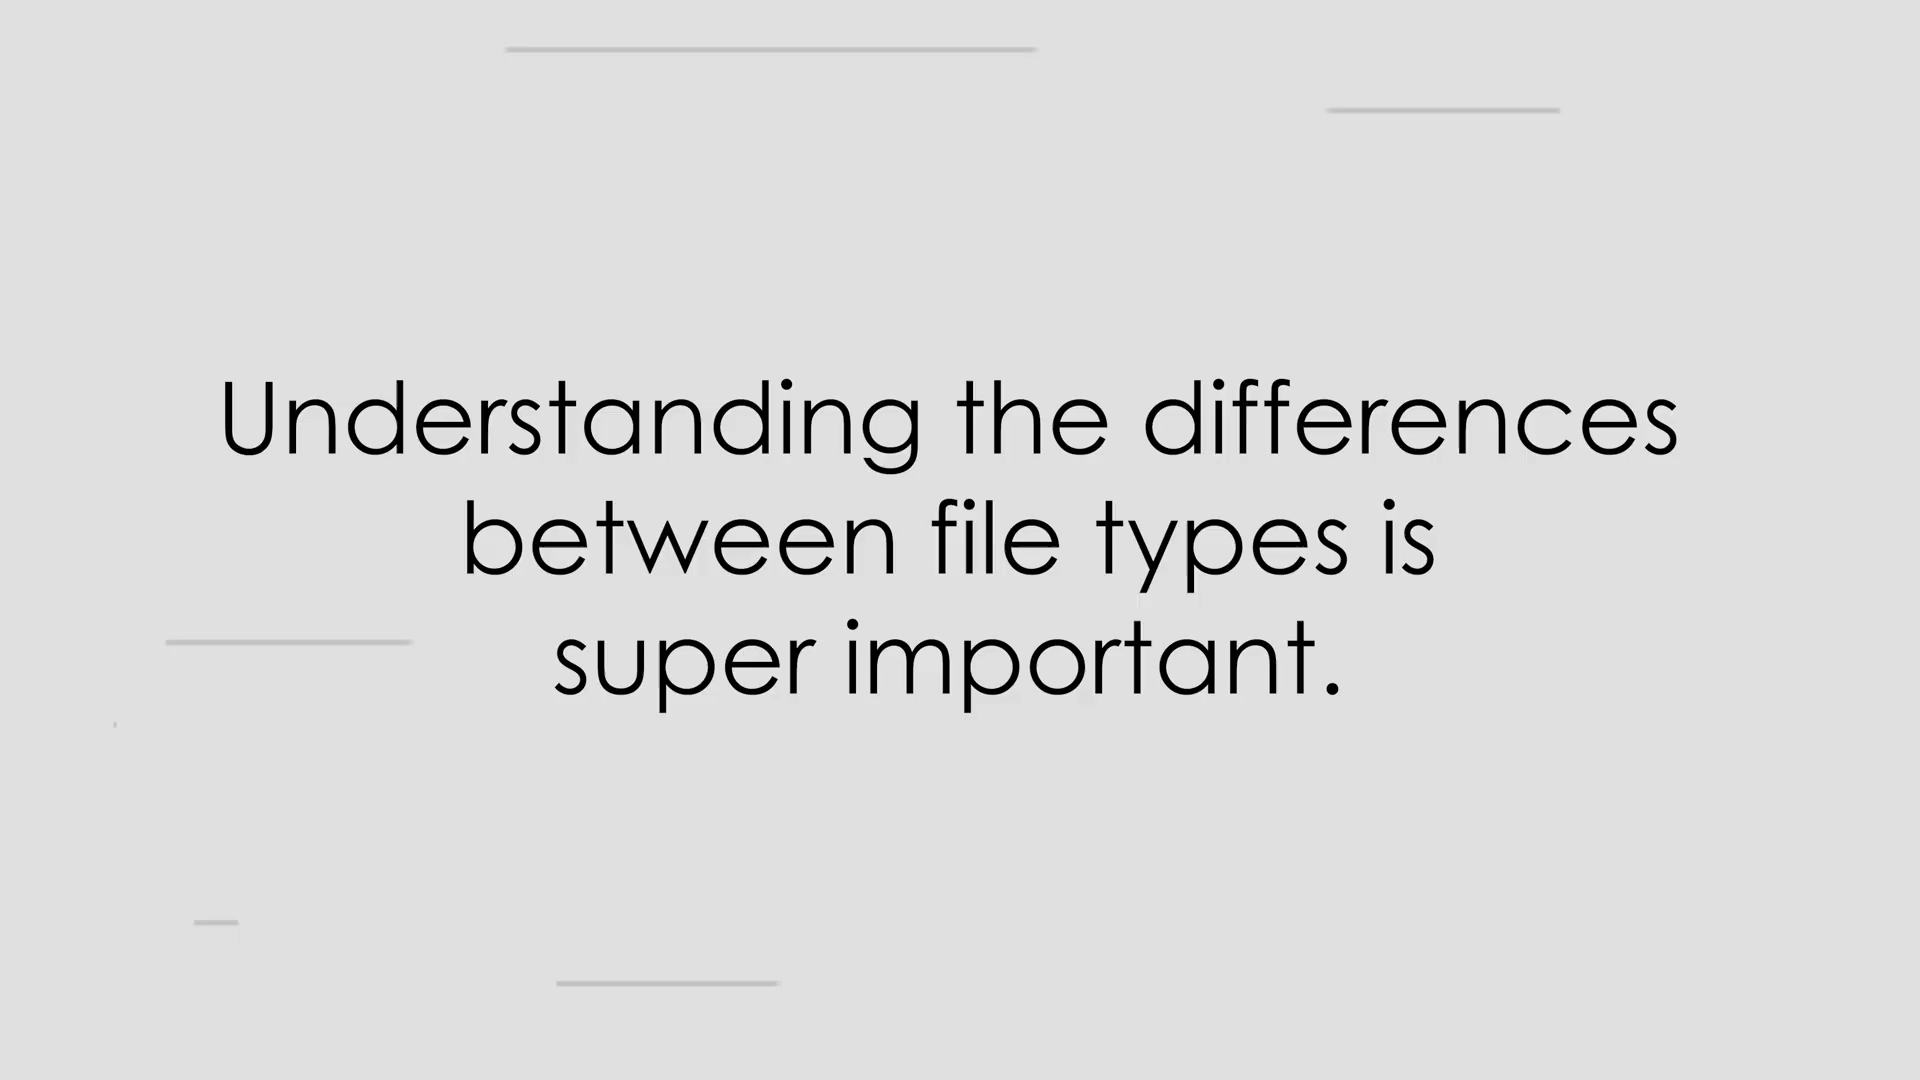 Understanding the differences
between file types is
super important.